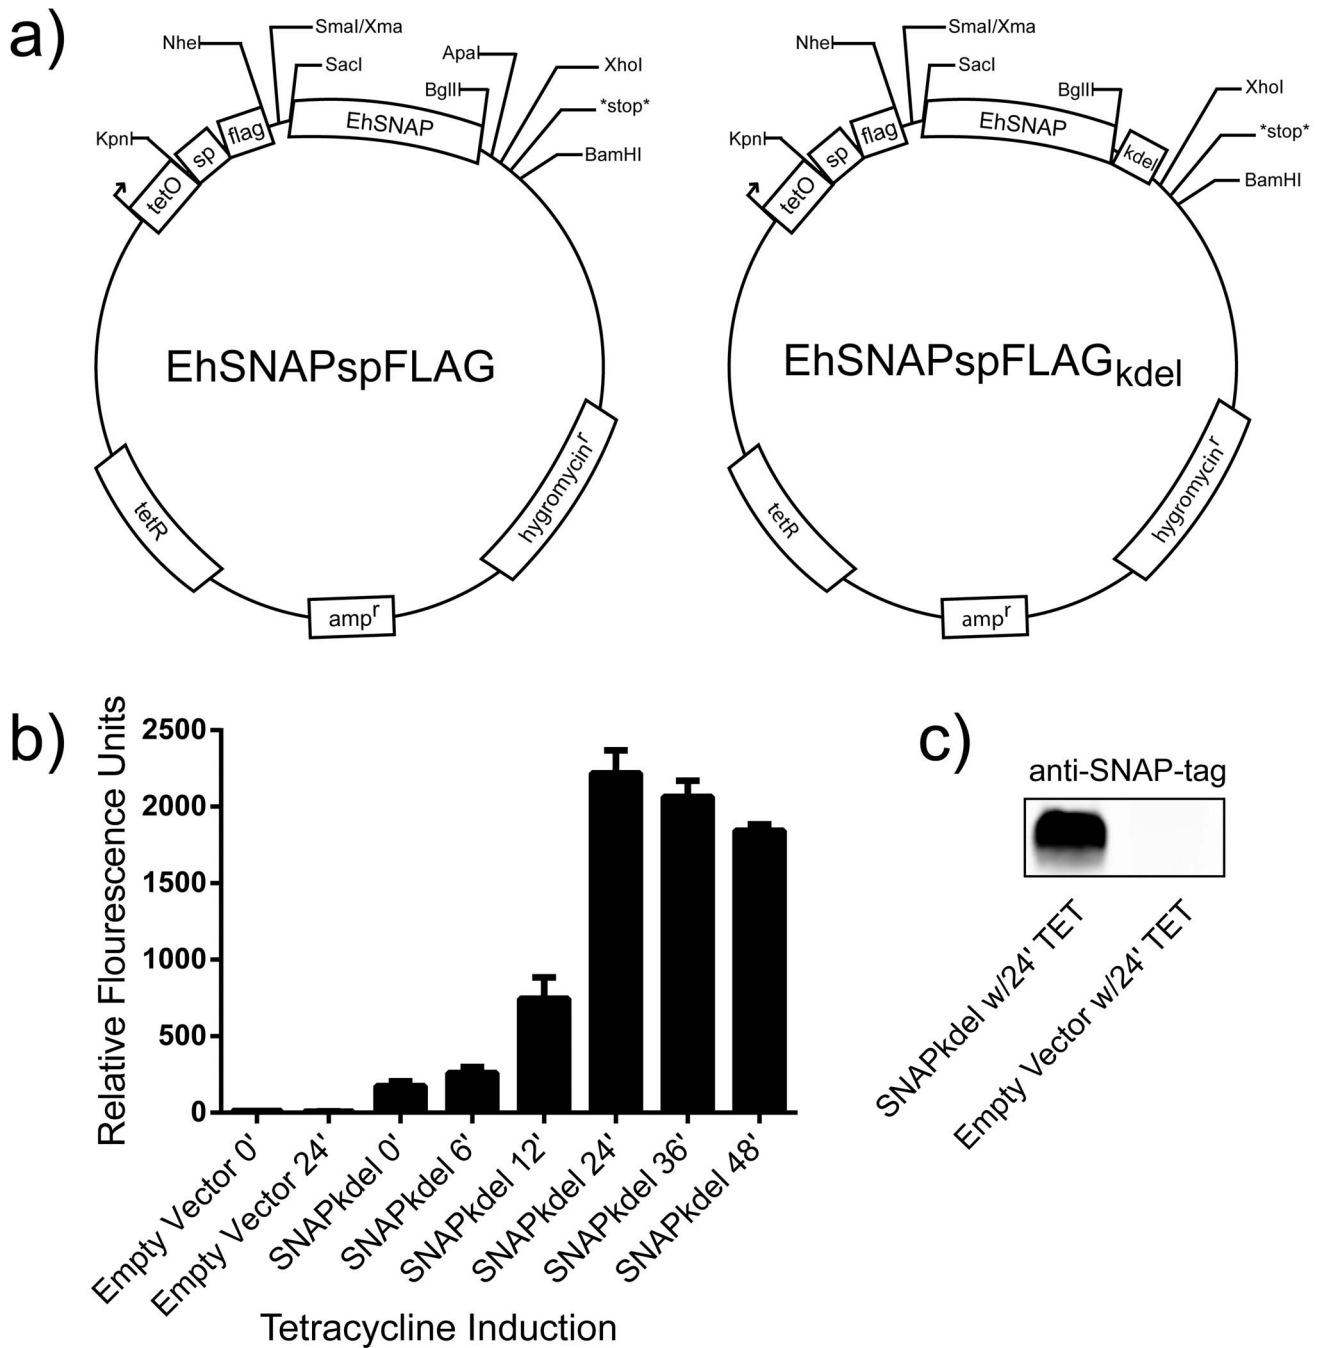 a)
NheI
SmaI/Xma
SacI
ApaI
BglII
XhoI
*stop*
BamHI
KpnI
tetO
sp
flag
EhSNAP
EhSNAPspFLAG
tetR
amp^r
hygromycin^r
NheI
SmaI/Xma
SacI
BglII
XhoI
*stop*
BamHI
KpnI
tetO
sp
flag
EhSNAP
kdel
EhSNAPspFLAG_kdel
tetR
amp^r
hygromycin^r
b)
Relative Flourescence Units
2500
2000
1500
1000
500
0
Empty Vector 0'
Empty Vector 24'
SNAPkdel 0'
SNAPkdel 6'
SNAPkdel 12'
SNAPkdel 24'
SNAPkdel 36'
SNAPkdel 48'
Tetracycline Induction
c)
anti-SNAP-tag
SNAPkdel w/24' TET
Empty Vector w/24' TET